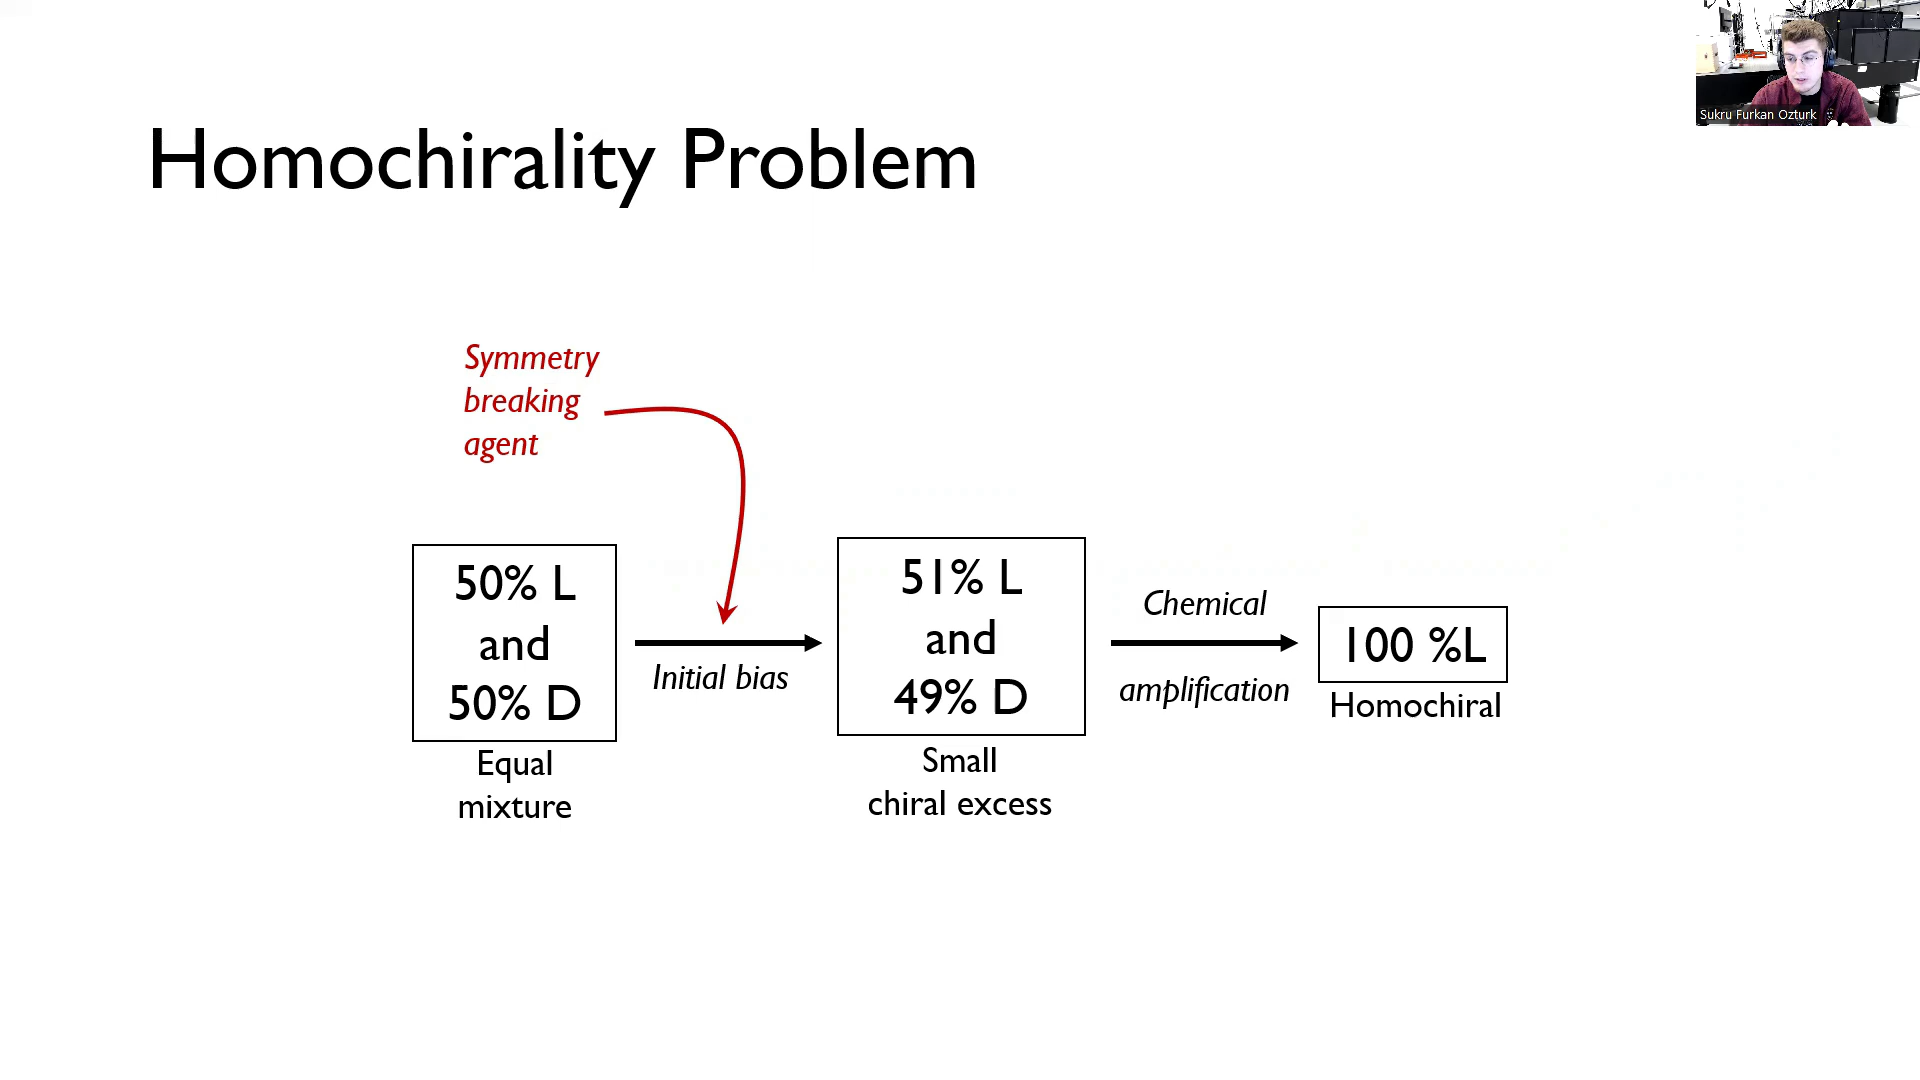 Sukru Furkan Ozturk
Homochirality Problem
Symmetry
breaking
agent
50% L
and
50% D
Equal
mixture
Initial bias
51% L
and
49% D
Small
chiral excess
Chemical
amplification
100 %L
Homochiral